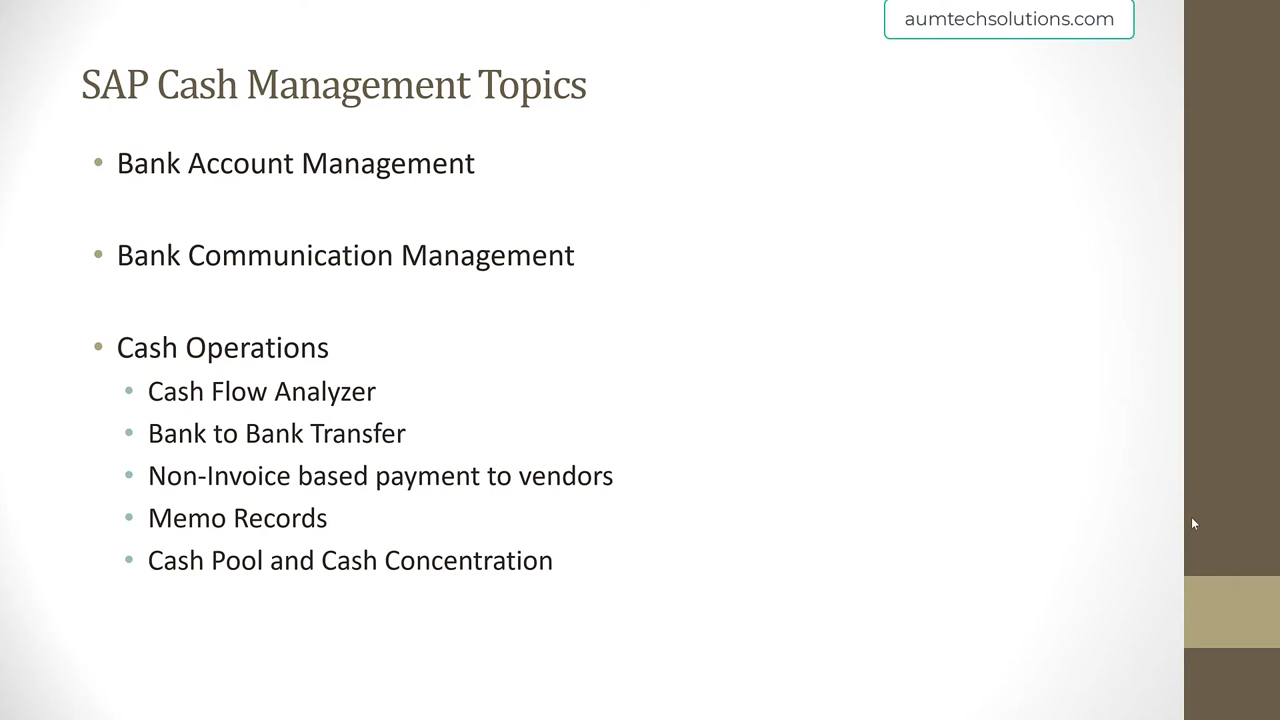 aumtechsolutions.com
SAP Cash Management Topics
• Bank Account Management
• Bank Communication Management
• Cash Operations
• Cash Flow Analyzer
• Bank to Bank Transfer
• Non-Invoice based payment to vendors
• Memo Records
• Cash Pool and Cash Concentration